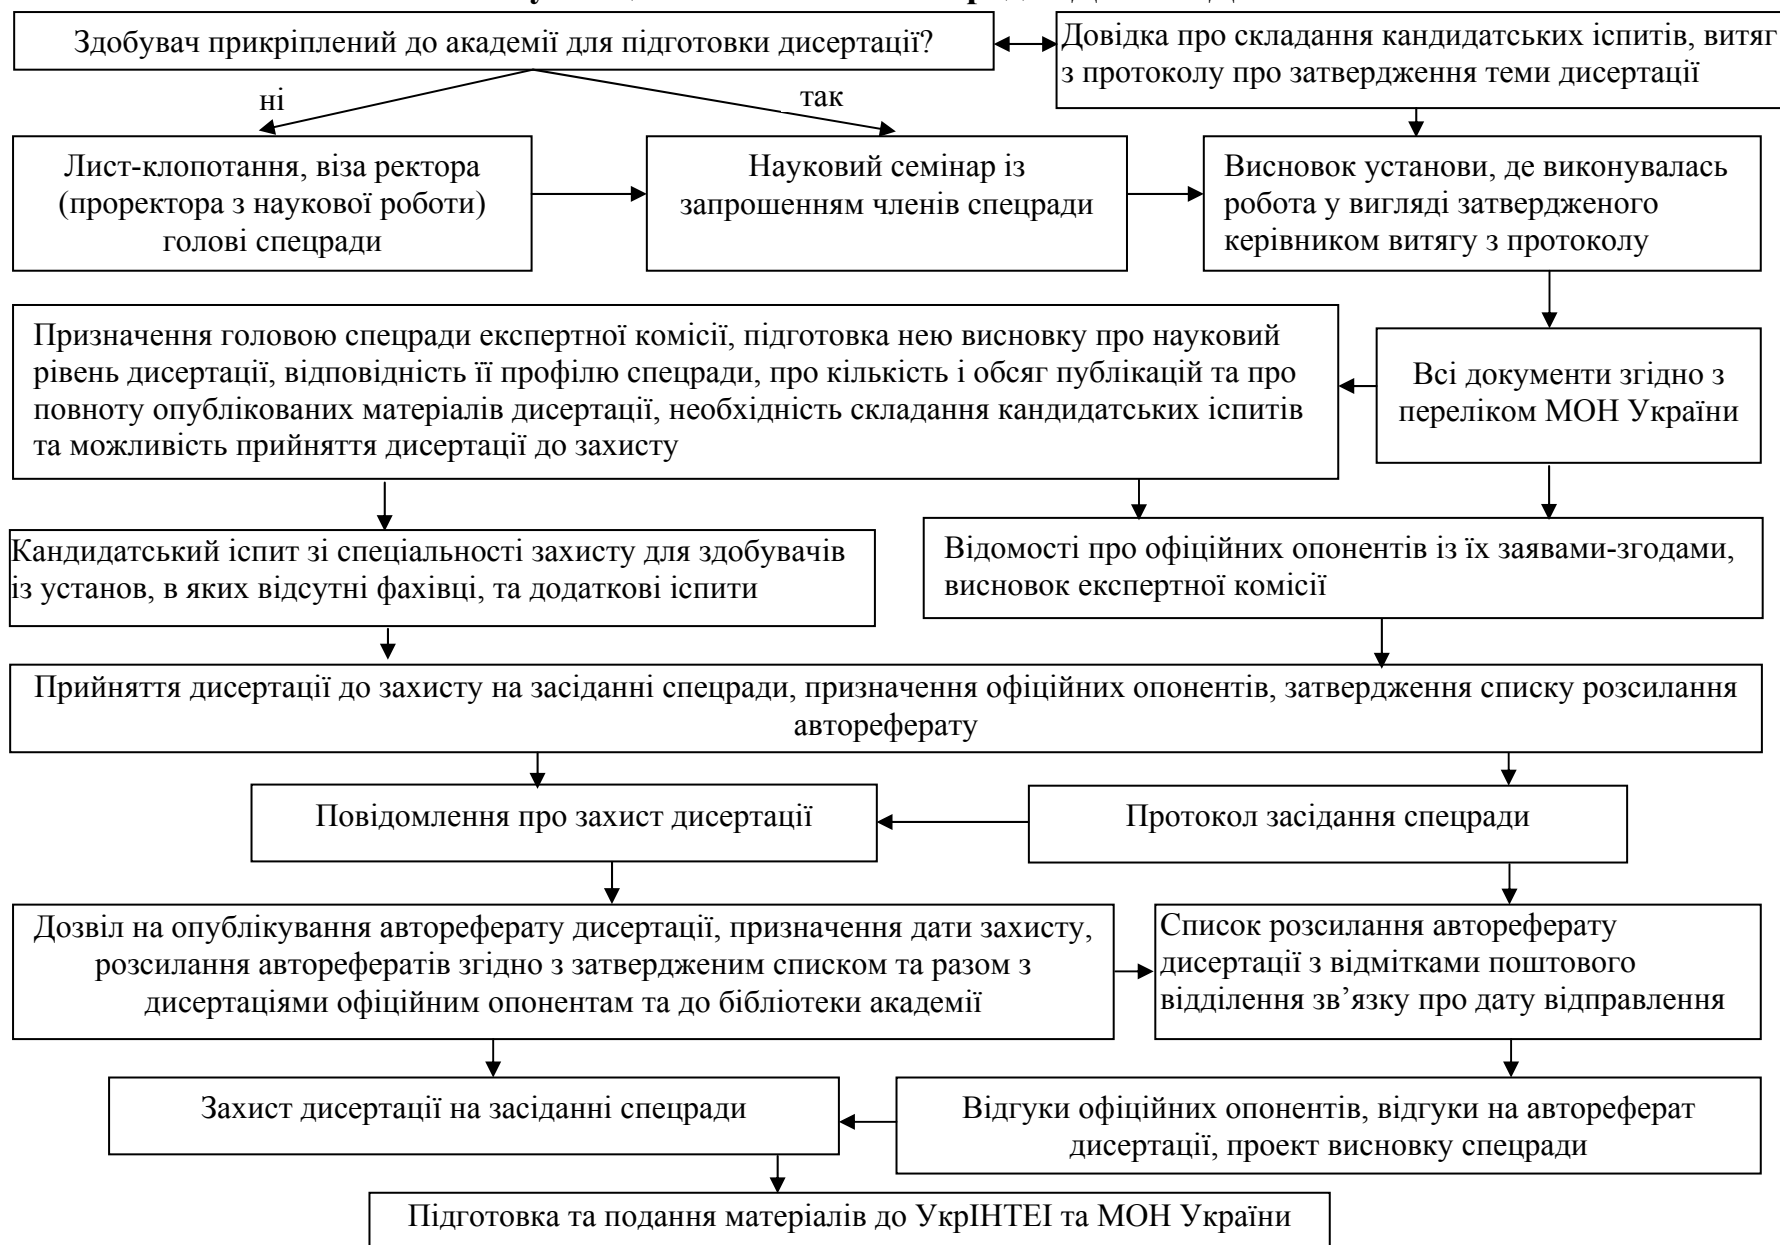 Здобувач прикріплений до академії для підготовки дисертації?
Довідка про складання кандидатських іспитів, витяг
з протоколу про затвердження теми дисертації
ні
так
Лист-клопотання, віза ректора
(проректора з наукової роботи)
голові спецради
Науковий семінар із
запрошенням членів спецради
Висновок установи, де виконувалась
робота у вигляді затвердженого
керівником витягу з протоколу
Призначення головою спецради експертної комісії, підготовка нею висновку про науковий
рівень дисертації, відповідність її профілю спецради, про кількість і обсяг публікацій та про
повноту опублікованих матеріалів дисертації, необхідність складання кандидатських іспитів
та можливість прийняття дисертації до захисту
Всі документи згідно з
переліком МОН України
Кандидатський іспит зі спеціальності захисту для здобувачів
із установ, в яких відсутні фахівці, та додаткові іспити
Відомості про офіційних опонентів із їх заявами-згодами,
висновок експертної комісії
Прийняття дисертації до захисту на засіданні спецради, призначення офіційних опонентів, затвердження списку розсилання
автореферату
Повідомлення про захист дисертації
Протокол засідання спецради
Дозвіл на опублікування автореферату дисертації, призначення дати захисту,
розсилання авторефератів згідно з затвердженим списком та разом з
дисертаціями офіційним опонентам та до бібліотеки академії
Список розсилання автореферату
дисертації з відмітками поштового
відділення зв’язку про дату відправлення
Захист дисертації на засіданні спецради
Відгуки офіційних опонентів, відгуки на автореферат
дисертації, проект висновку спецради
Підготовка та подання матеріалів до УкрІНТЕІ та МОН України